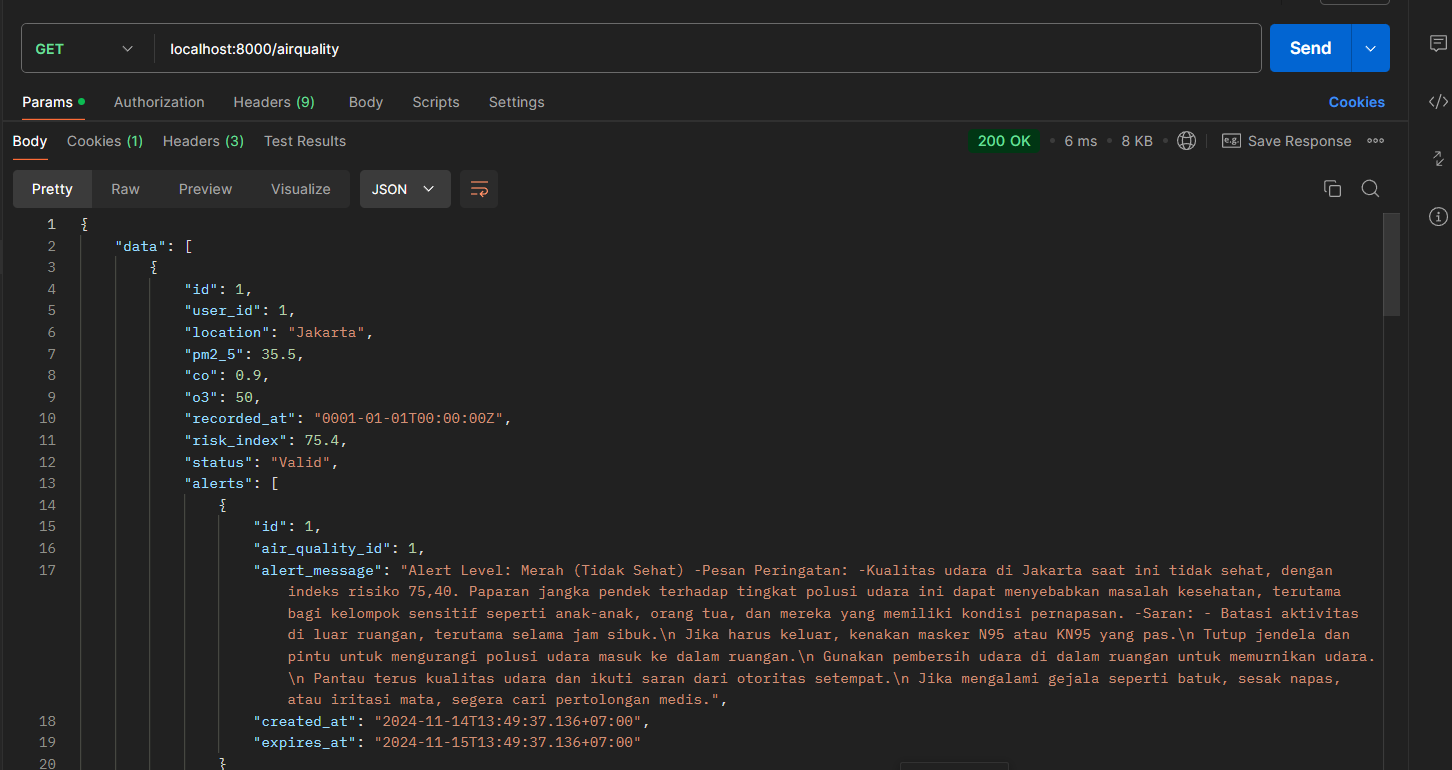 GET localhost:8000/airquality Send
Params Authorization Headers (9) Body Scripts Settings Cookies
Body Cookies (1) Headers (3) Test Results 200 OK 6 ms 8 KB e.g. Save Response
Pretty Raw Preview Visualize JSON
1 {
2 "data": [
3 {
4 "id": 1,
5 "user_id": 1,
6 "location": "Jakarta",
7 "pm2_5": 35.5,
8 "co": 0.9,
9 "o3": 50,
10 "recorded_at": "0001-01-01T00:00:00Z",
11 "risk_index": 75.4,
12 "status": "Valid",
13 "alerts": [
14 {
15 "id": 1,
16 "air_quality_id": 1,
17 "alert_message": "Alert Level: Merah (Tidak Sehat) -Pesan Peringatan: -Kualitas udara di Jakarta saat ini tidak sehat, dengan
indeks risiko 75,40. Paparan jangka pendek terhadap tingkat polusi udara ini dapat menyebabkan masalah kesehatan, terutama
bagi kelompok sensitif seperti anak-anak, orang tua, dan mereka yang memiliki kondisi pernapasan. -Saran: - Batasi aktivitas
di luar ruangan, terutama selama jam sibuk.\n Jika harus keluar, kenakan masker N95 atau KN95 yang pas.\n Tutup jendela dan
pintu untuk mengurangi polusi udara masuk ke dalam ruangan.\n Gunakan pembersih udara di dalam ruangan untuk memurnikan udara.
\n Pantau terus kualitas udara dan ikuti saran dari otoritas setempat.\n Jika mengalami gejala seperti batuk, sesak napas,
atau iritasi mata, segera cari pertolongan medis.",
18 "created_at": "2024-11-14T13:49:37.136+07:00",
19 "expires_at": "2024-11-15T13:49:37.136+07:00"
20 }